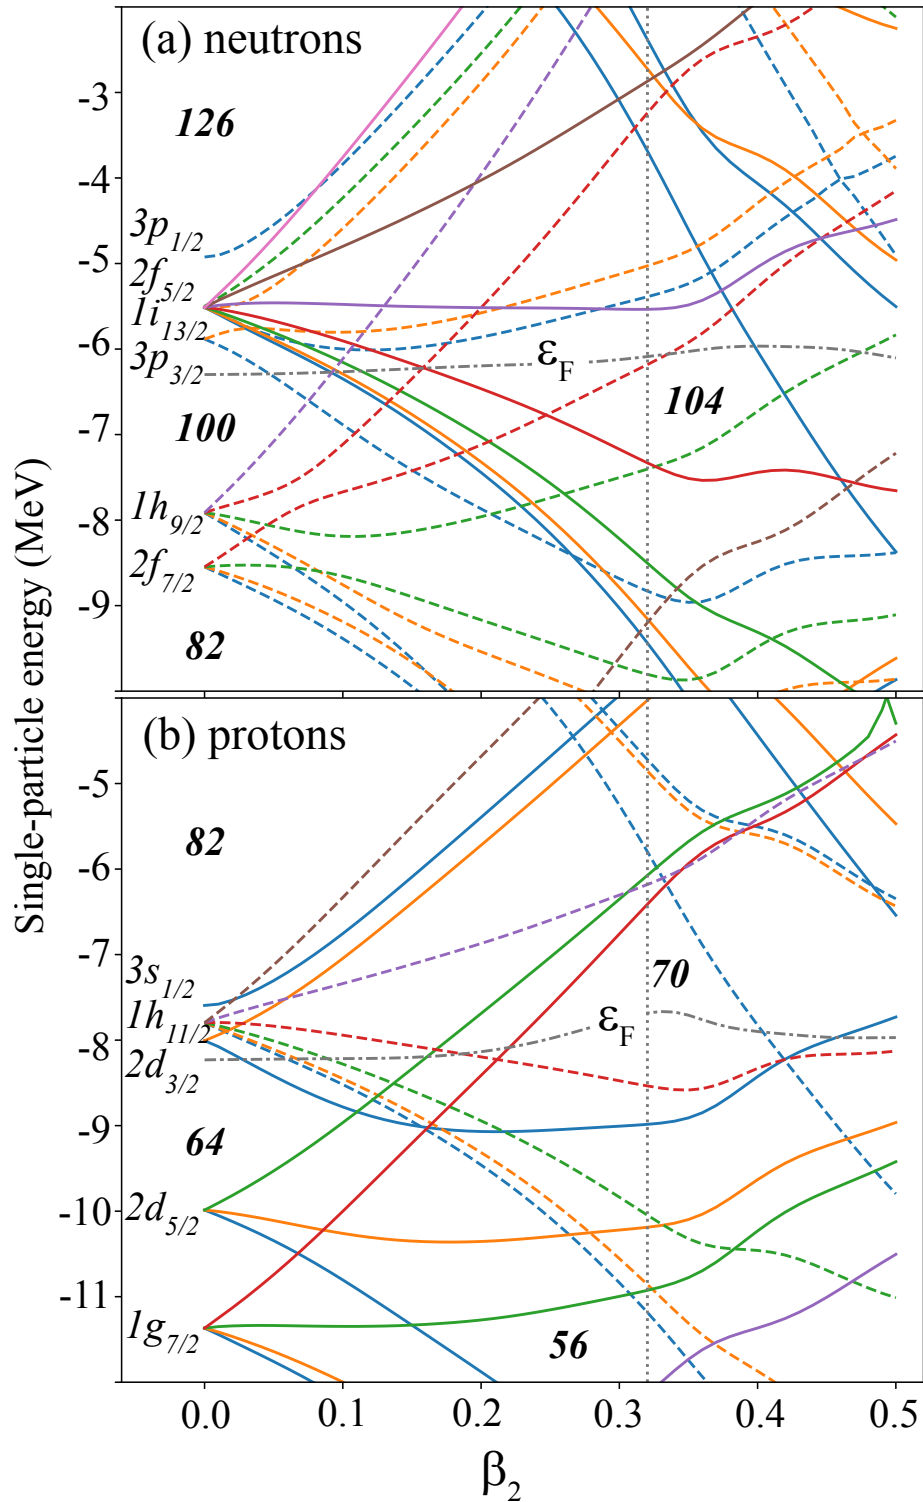 (a) neutrons
-3
126
-4
3p1/2
-5
2f5/2
1i13/2
-6
3p3/2
εF
104
100
-7
-8
1h9/2
2f7/2
-9
82
Single-particle energy (MeV)
(b) protons
-5
82
-6
-7
70
3s1/2
1h11/2
εF
-8
2d3/2
-9
64
-10
2d5/2
-11
1g7/2
56
0.0 0.1 0.2 0.3 0.4 0.5
β2